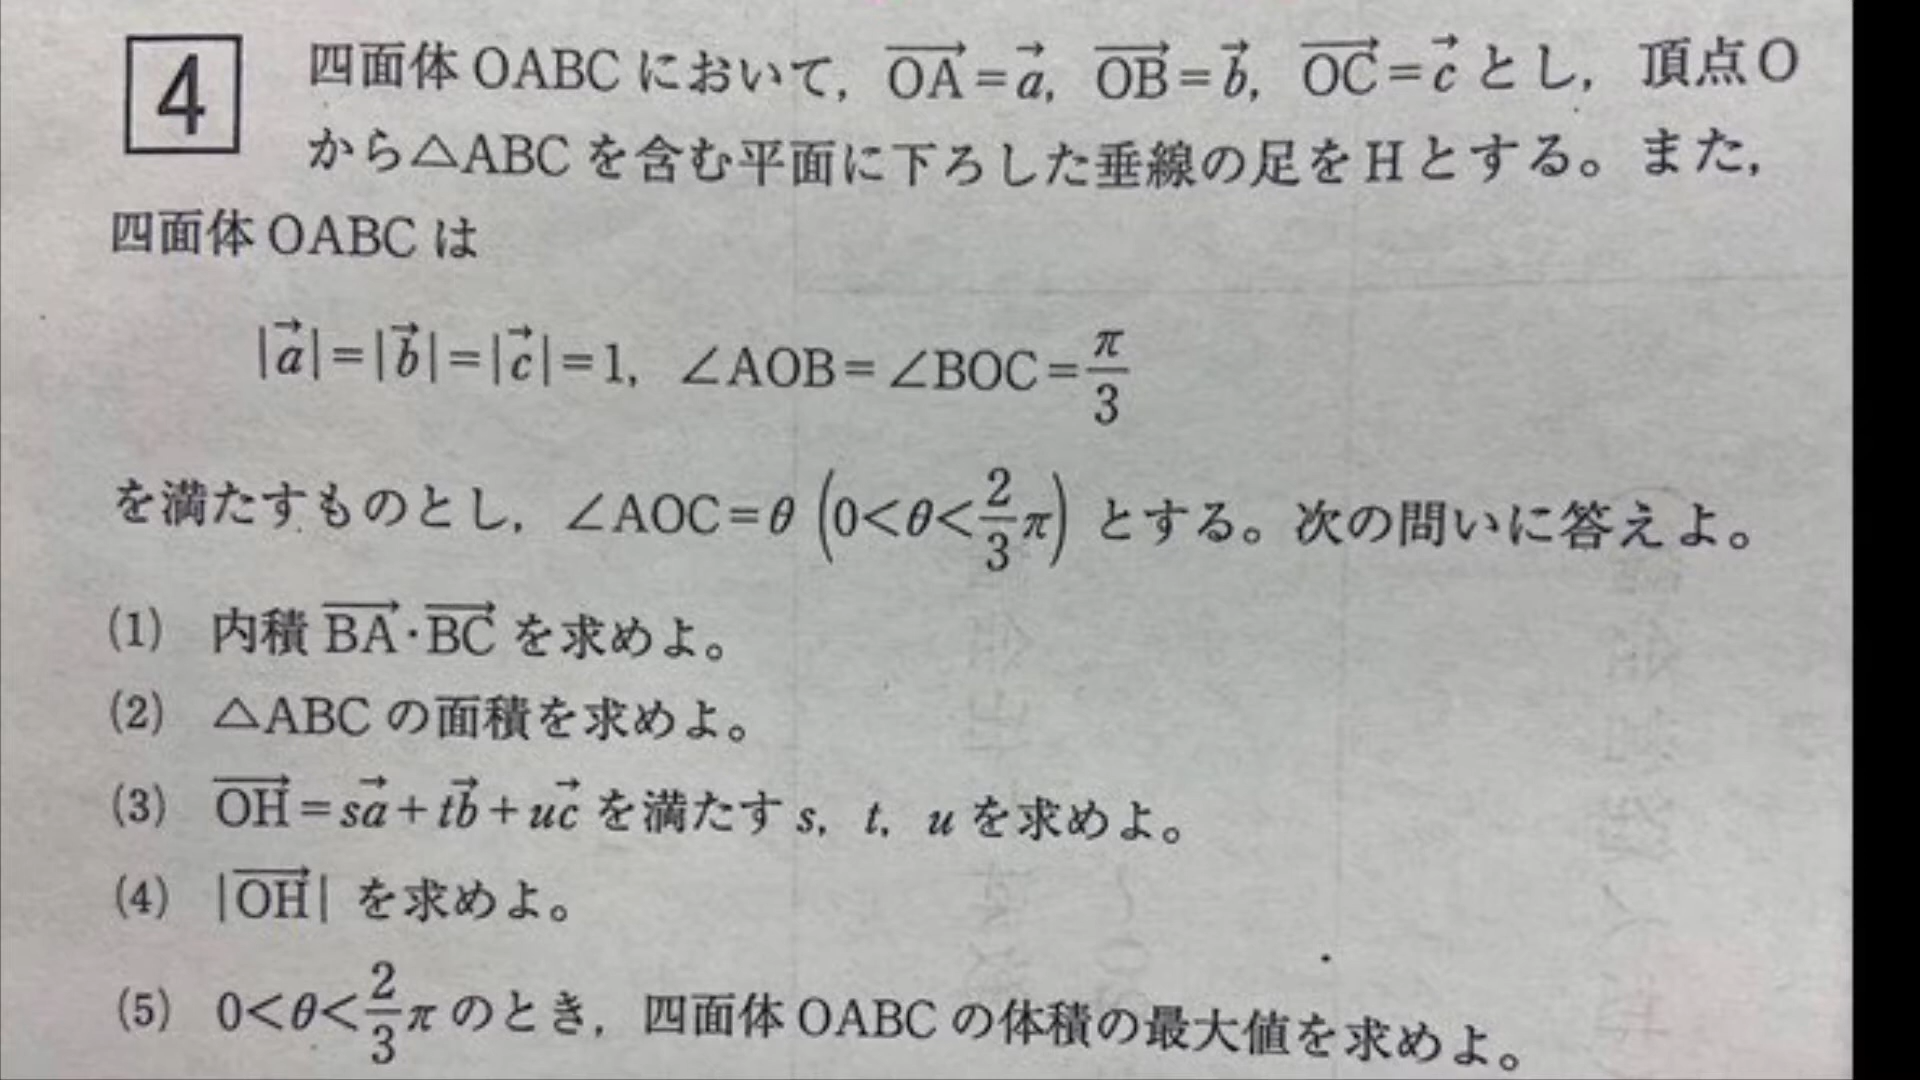 4 四面体OABCにおいて，$\overrightarrow{OA}=\vec{a}$，$\overrightarrow{OB}=\vec{b}$，$\overrightarrow{OC}=\vec{c}$とし，頂点O
から△ABCを含む平面に下ろした垂線の足をHとする。また，
四面体OABCは
$|\vec{a}|=|\vec{b}|=|\vec{c}|=1$，∠AOB=∠BOC=$\frac{\pi}{3}$
を満たすものとし，∠AOC=θ $\left(0<\theta<\frac{2}{3}\pi\right)$ とする。次の問いに答えよ。
(1) 内積 $\overrightarrow{BA}\cdot\overrightarrow{BC}$ を求めよ。
(2) △ABCの面積を求めよ。
(3) $\overrightarrow{OH}=s\vec{a}+t\vec{b}+u\vec{c}$ を満たす s，t，u を求めよ。
(4) $|\overrightarrow{OH}|$ を求めよ。
(5) $0<\theta<\frac{2}{3}\pi$ のとき，四面体OABCの体積の最大値を求めよ。